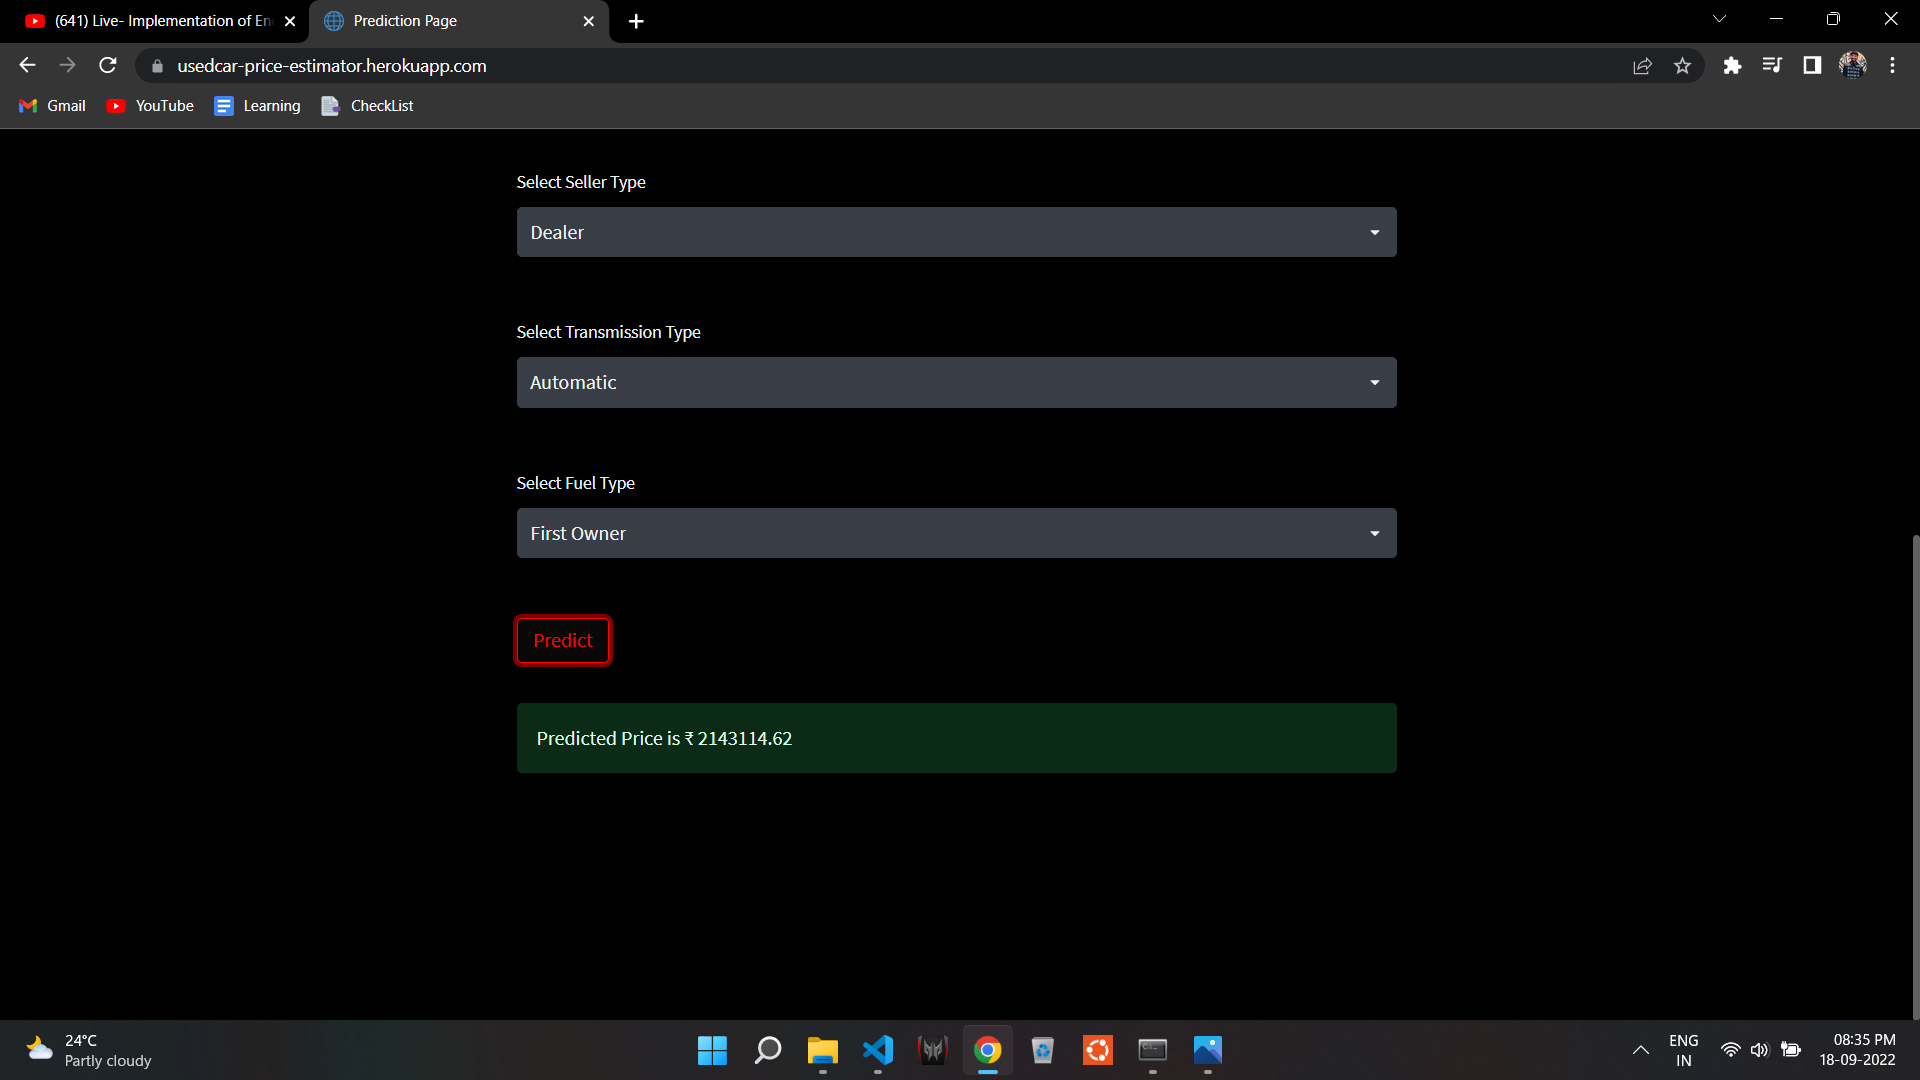 (641) Live- Implementation of En
Prediction Page
usedcar-price-estimator.herokuapp.com
Gmail
YouTube
Learning
CheckList
Select Seller Type
Dealer
Select Transmission Type
Automatic
Select Fuel Type
First Owner
Predict
Predicted Price is ₹ 2143114.62
24°C
Partly cloudy
ENG
IN
08:35 PM
18-09-2022